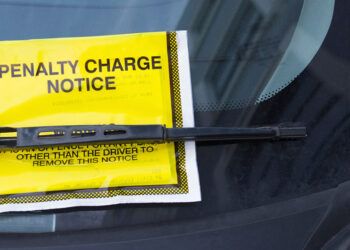 PENALTY CHARGE
NOTICE
OTHER THAN THE DRIVER TO
REMOVE THIS NOTICE